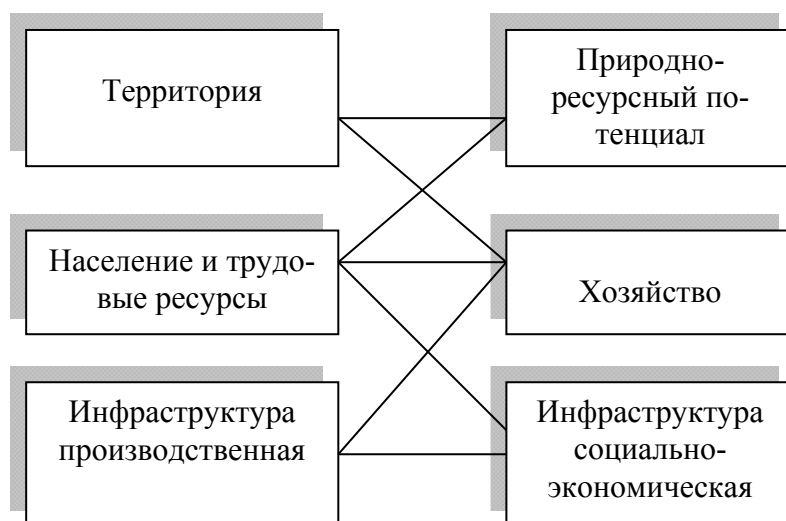 Территория
Природно-
ресурсный по-
тенциал
Население и трудо-
вые ресурсы
Хозяйство
Инфраструктура
производственная
Инфраструктура
социально-
экономическая